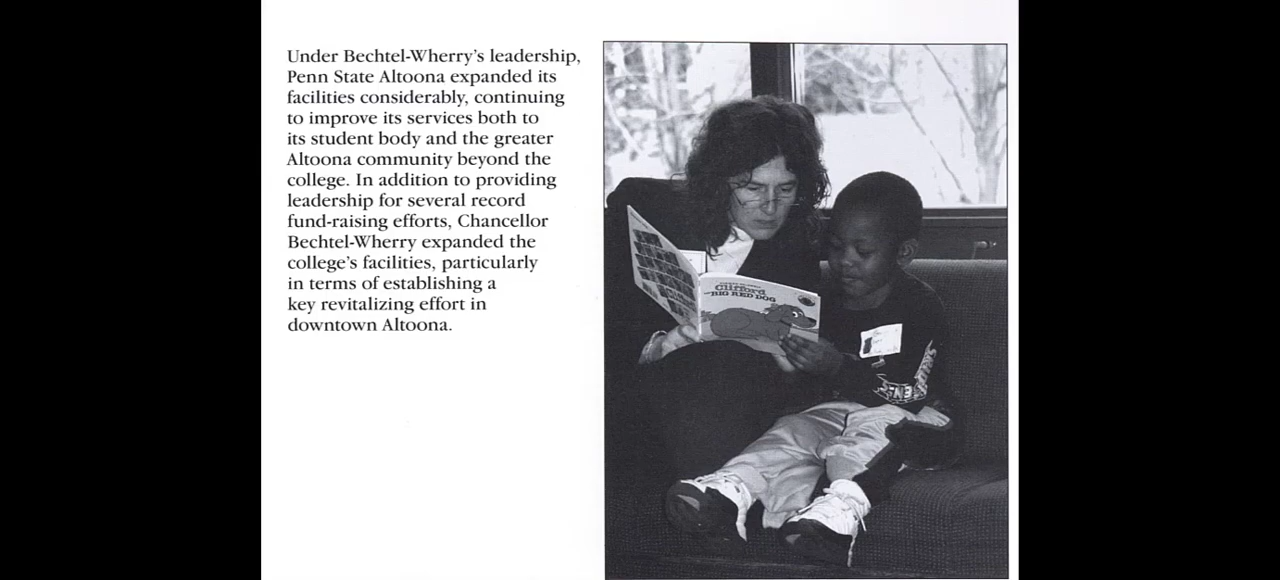 Under Bechtel-Wherry's leadership,
Penn State Altoona expanded its
facilities considerably, continuing
to improve its services both to
its student body and the greater
Altoona community beyond the
college. In addition to providing
leadership for several record
fund-raising efforts, Chancellor
Bechtel-Wherry expanded the
college's facilities, particularly
in terms of establishing a
key revitalizing effort in
downtown Altoona.
Clifford
THE BIG RED DOG